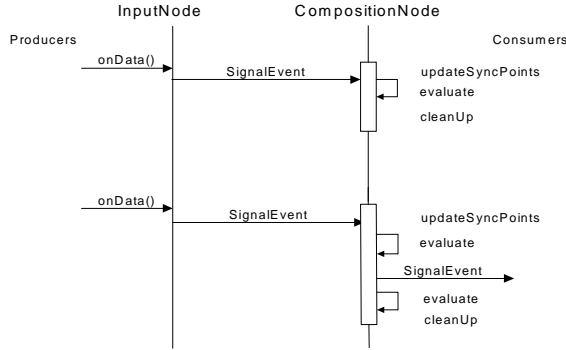 InputNode CompositionNode
Producers Consumers
onData()
SignalEvent updateSyncPoints
evaluate
cleanUp
onData()
SignalEvent updateSyncPoints
evaluate
SignalEvent
evaluate
cleanUp